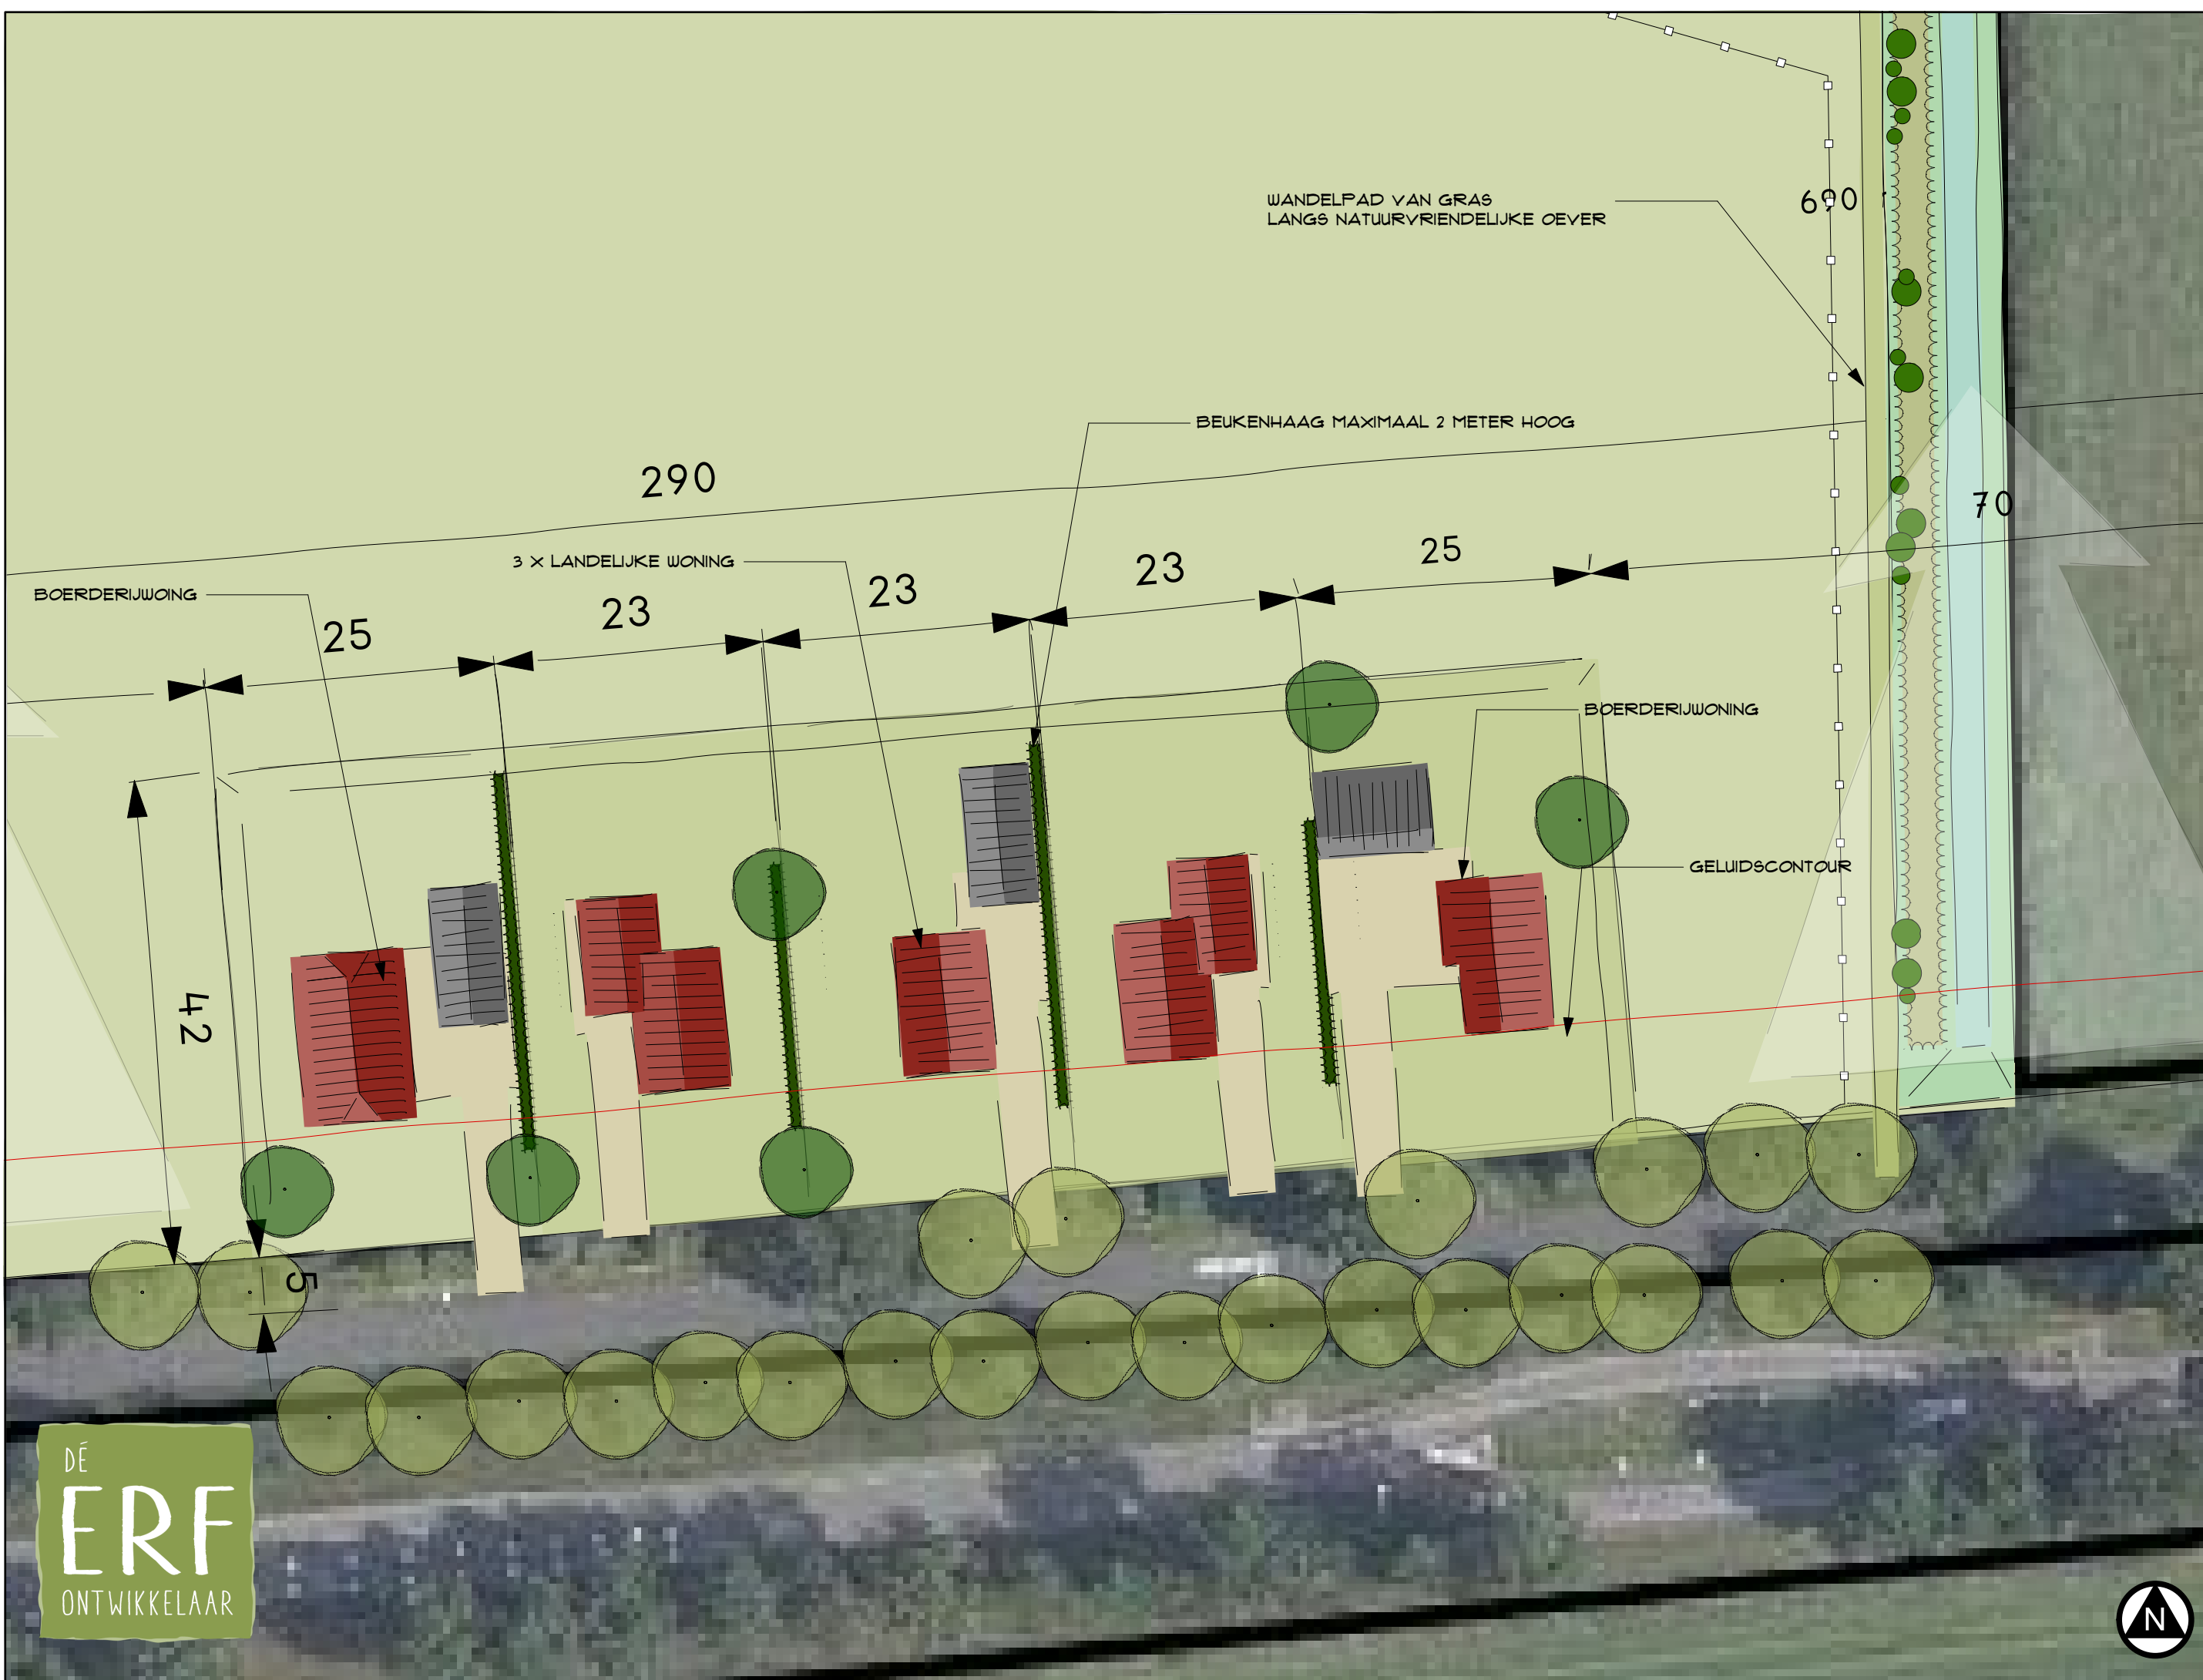 WANDELPAD VAN GRAS
LANGS NATUURVRIENDELIJKE OEVER
690
BEUKENHAAG MAXIMAAL 2 METER HOOG
290
70
3 X LANDELIJKE WONING
BOERDERIJWOING
25
23
23
23
25
BOERDERIJWONING
GELUIDSCONTOUR
42
5
DÉ
ERF
ONTWIKKELAAR
N